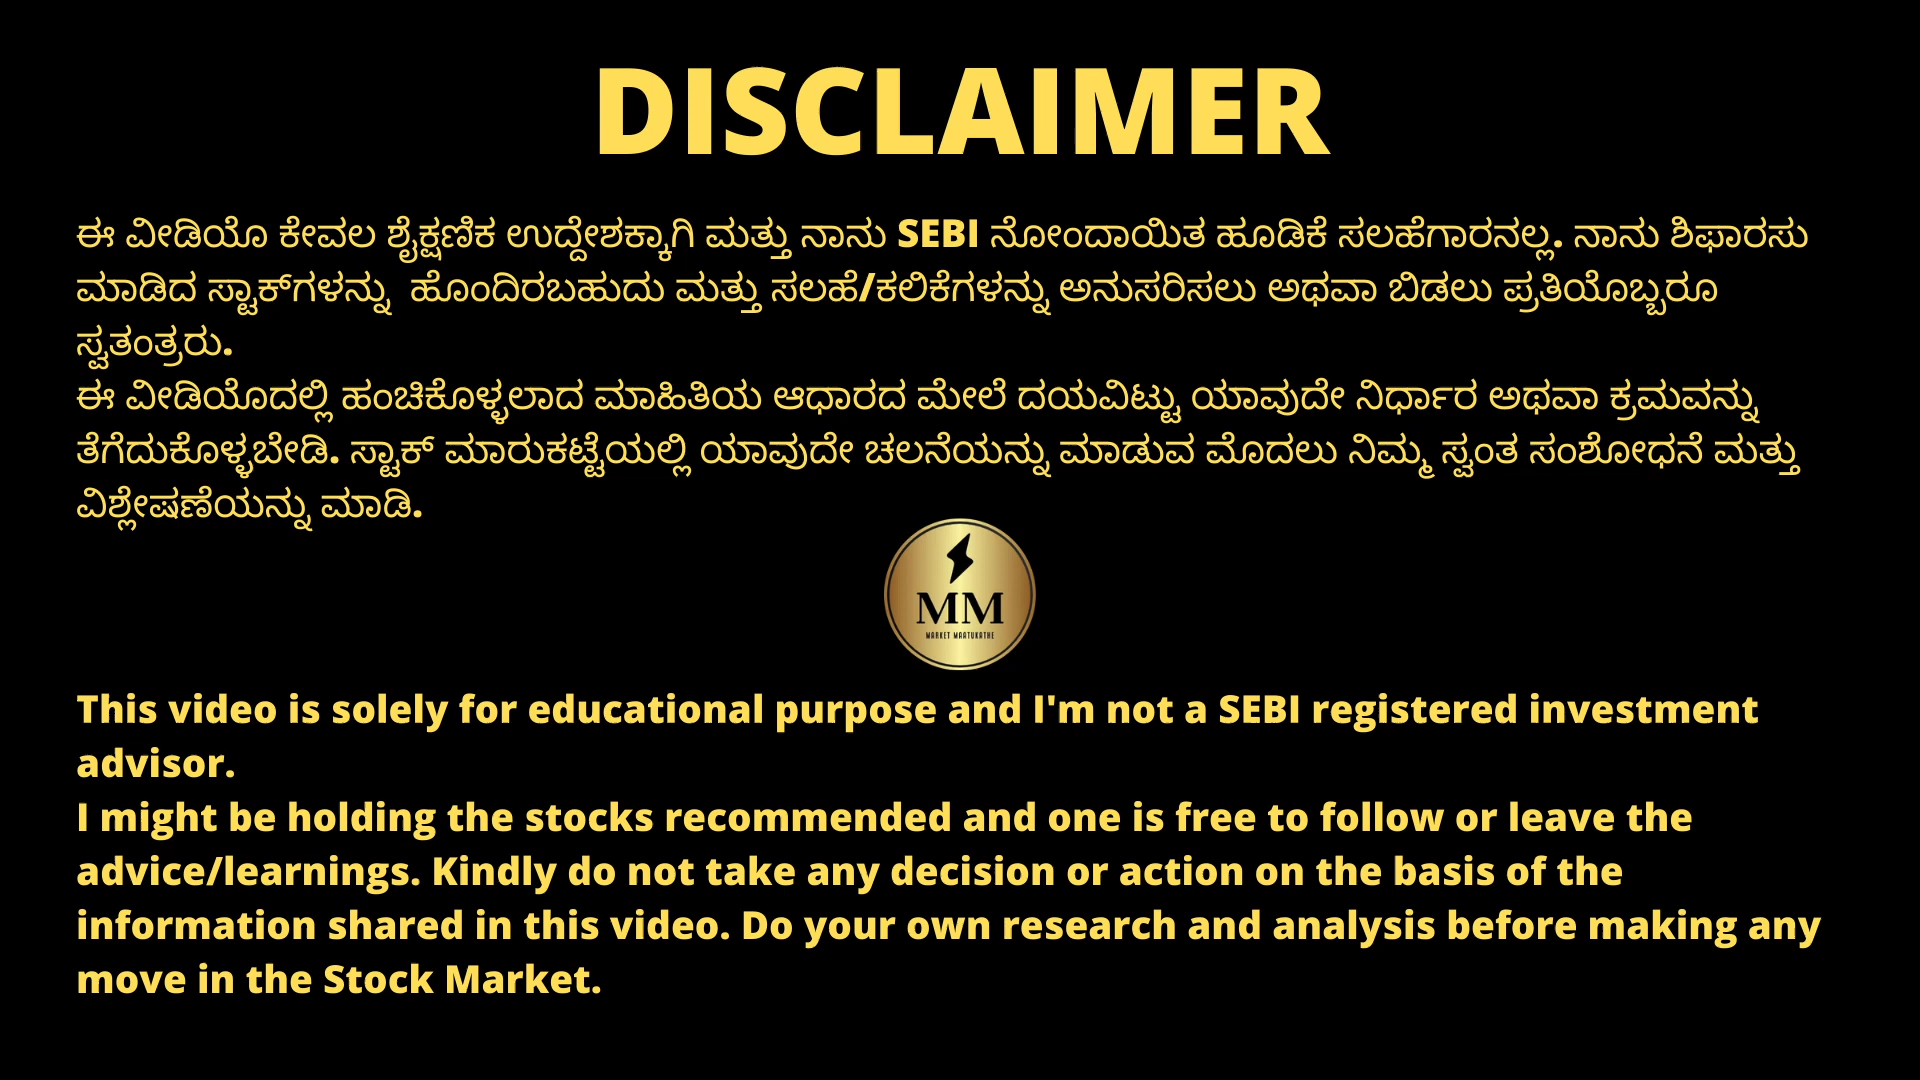 DISCLAIMER
ಈ ವೀಡಿಯೊ ಕೇವಲ ಶೈಕ್ಷಣಿಕ ಉದ್ದೇಶಕ್ಕಾಗಿ ಮತ್ತು ನಾನು SEBI ನೋಂದಾಯಿತ ಹೂಡಿಕೆ ಸಲಹೆಗಾರನಲ್ಲ. ನಾನು ಶಿಫಾರಸು
ಮಾಡಿದ ಸ್ಟಾಕ್‌ಗಳನ್ನು ಹೊಂದಿರಬಹುದು ಮತ್ತು ಸಲಹೆ/ಕಲಿಕೆಗಳನ್ನು ಅನುಸರಿಸಲು ಅಥವಾ ಬಿಡಲು ಪ್ರತಿಯೊಬ್ಬರೂ
ಸ್ವತಂತ್ರರು.
ಈ ವೀಡಿಯೊದಲ್ಲಿ ಹಂಚಿಕೊಳ್ಳಲಾದ ಮಾಹಿತಿಯ ಆಧಾರದ ಮೇಲೆ ದಯವಿಟ್ಟು ಯಾವುದೇ ನಿರ್ಧಾರ ಅಥವಾ ಕ್ರಮವನ್ನು
ತೆಗೆದುಕೊಳ್ಳಬೇಡಿ. ಸ್ಟಾಕ್ ಮಾರುಕಟ್ಟೆಯಲ್ಲಿ ಯಾವುದೇ ಚಲನೆಯನ್ನು ಮಾಡುವ ಮೊದಲು ನಿಮ್ಮ ಸ್ವಂತ ಸಂಶೋಧನೆ ಮತ್ತು
ವಿಶ್ಲೇಷಣೆಯನ್ನು ಮಾಡಿ.
MM
MARKET MAATUKATHE
This video is solely for educational purpose and I'm not a SEBI registered investment
advisor.
I might be holding the stocks recommended and one is free to follow or leave the
advice/learnings. Kindly do not take any decision or action on the basis of the
information shared in this video. Do your own research and analysis before making any
move in the Stock Market.